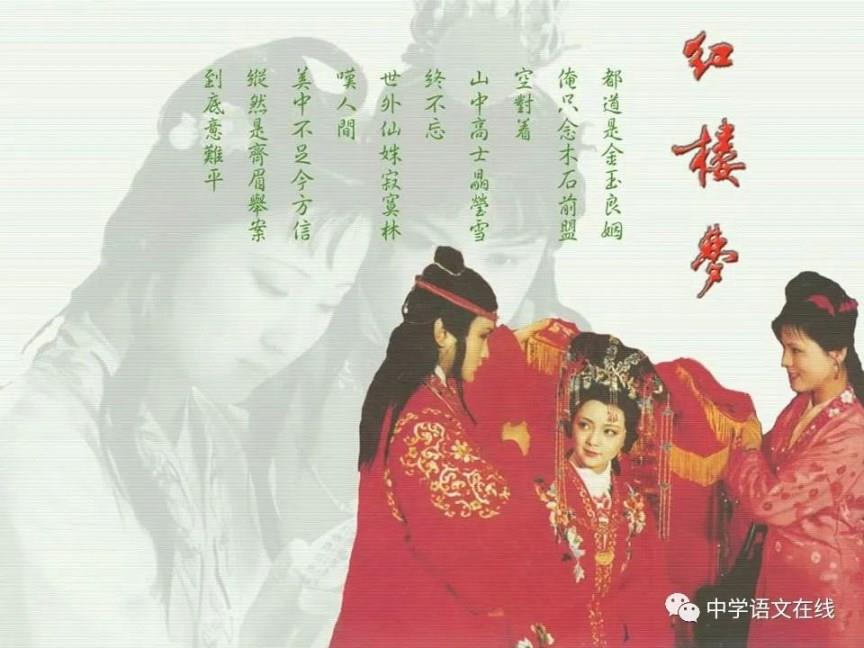 红楼梦
都道是金玉良姻
俺只念木石前盟
空對着
山中高士晶瑩雪
終不忘
世外仙姝寂寞林
嘆人間
美中不足今方信
縱然是齊眉舉案
到底意難平
中学语文在线